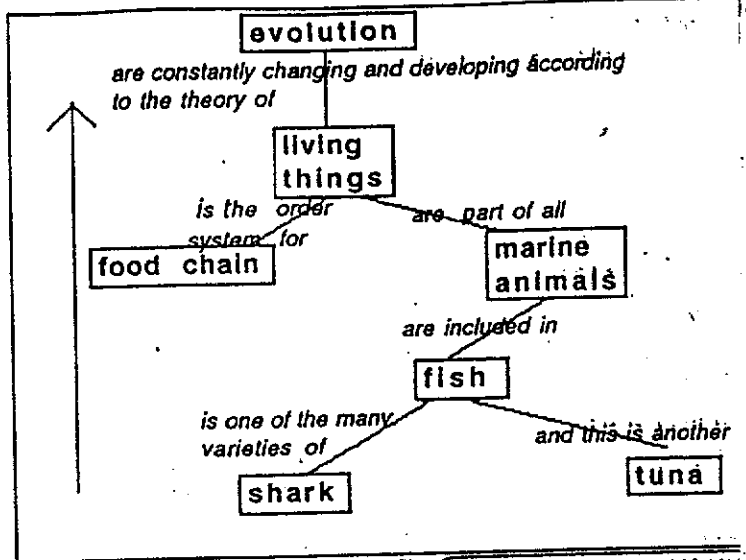 evolution
are constantly changing and developing according
to the theory of
living
things
is the order
system for
are part of all
food chain
marine
animals
are included in
fish
is one of the many
varieties of
and this is another
shark
tuna